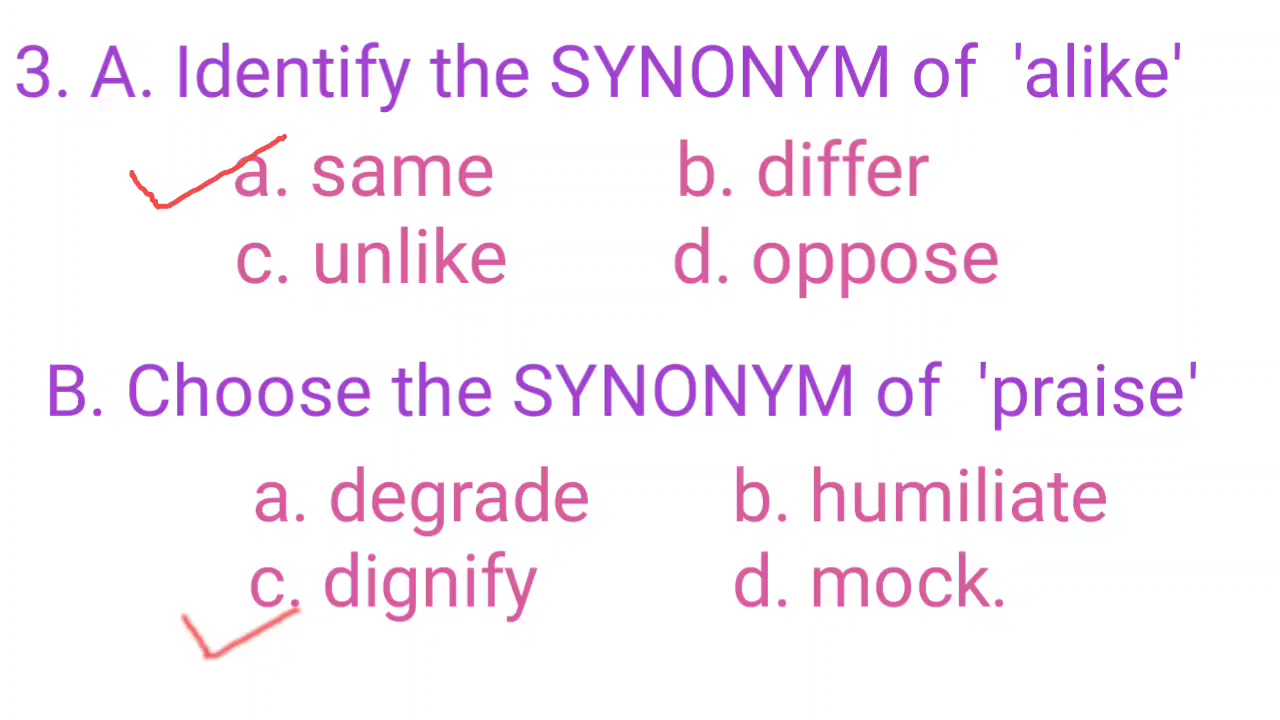 3. A. Identify the SYNONYM of 'alike'
a. same b. differ
c. unlike d. oppose
B. Choose the SYNONYM of 'praise'
a. degrade b. humiliate
c. dignify d. mock.